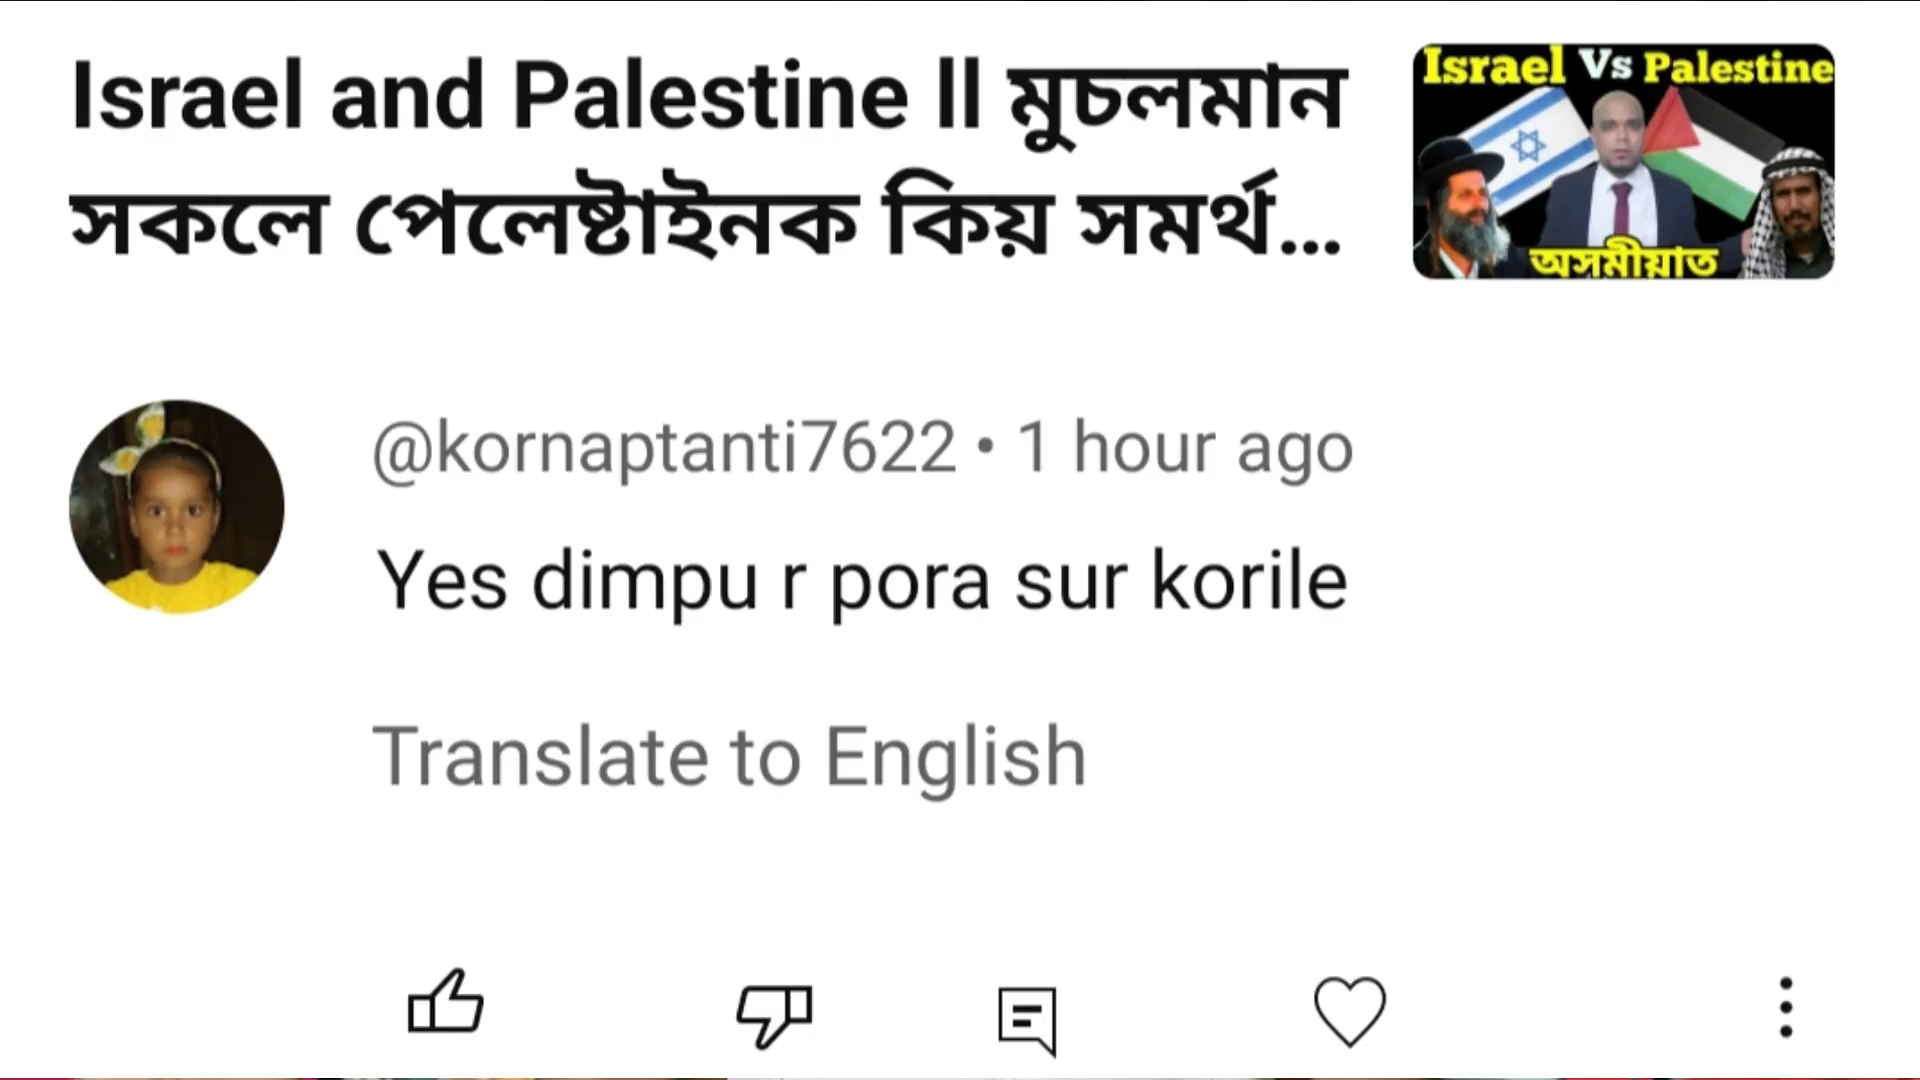 Israel and Palestine ll মুচলমান
সকলে পেলেষ্টাইনক কিয় সমৰ্থ...
Israel Vs Palestine
অসমীয়াত
@kornaptanti7622 • 1 hour ago
Yes dimpu r pora sur korile
Translate to English